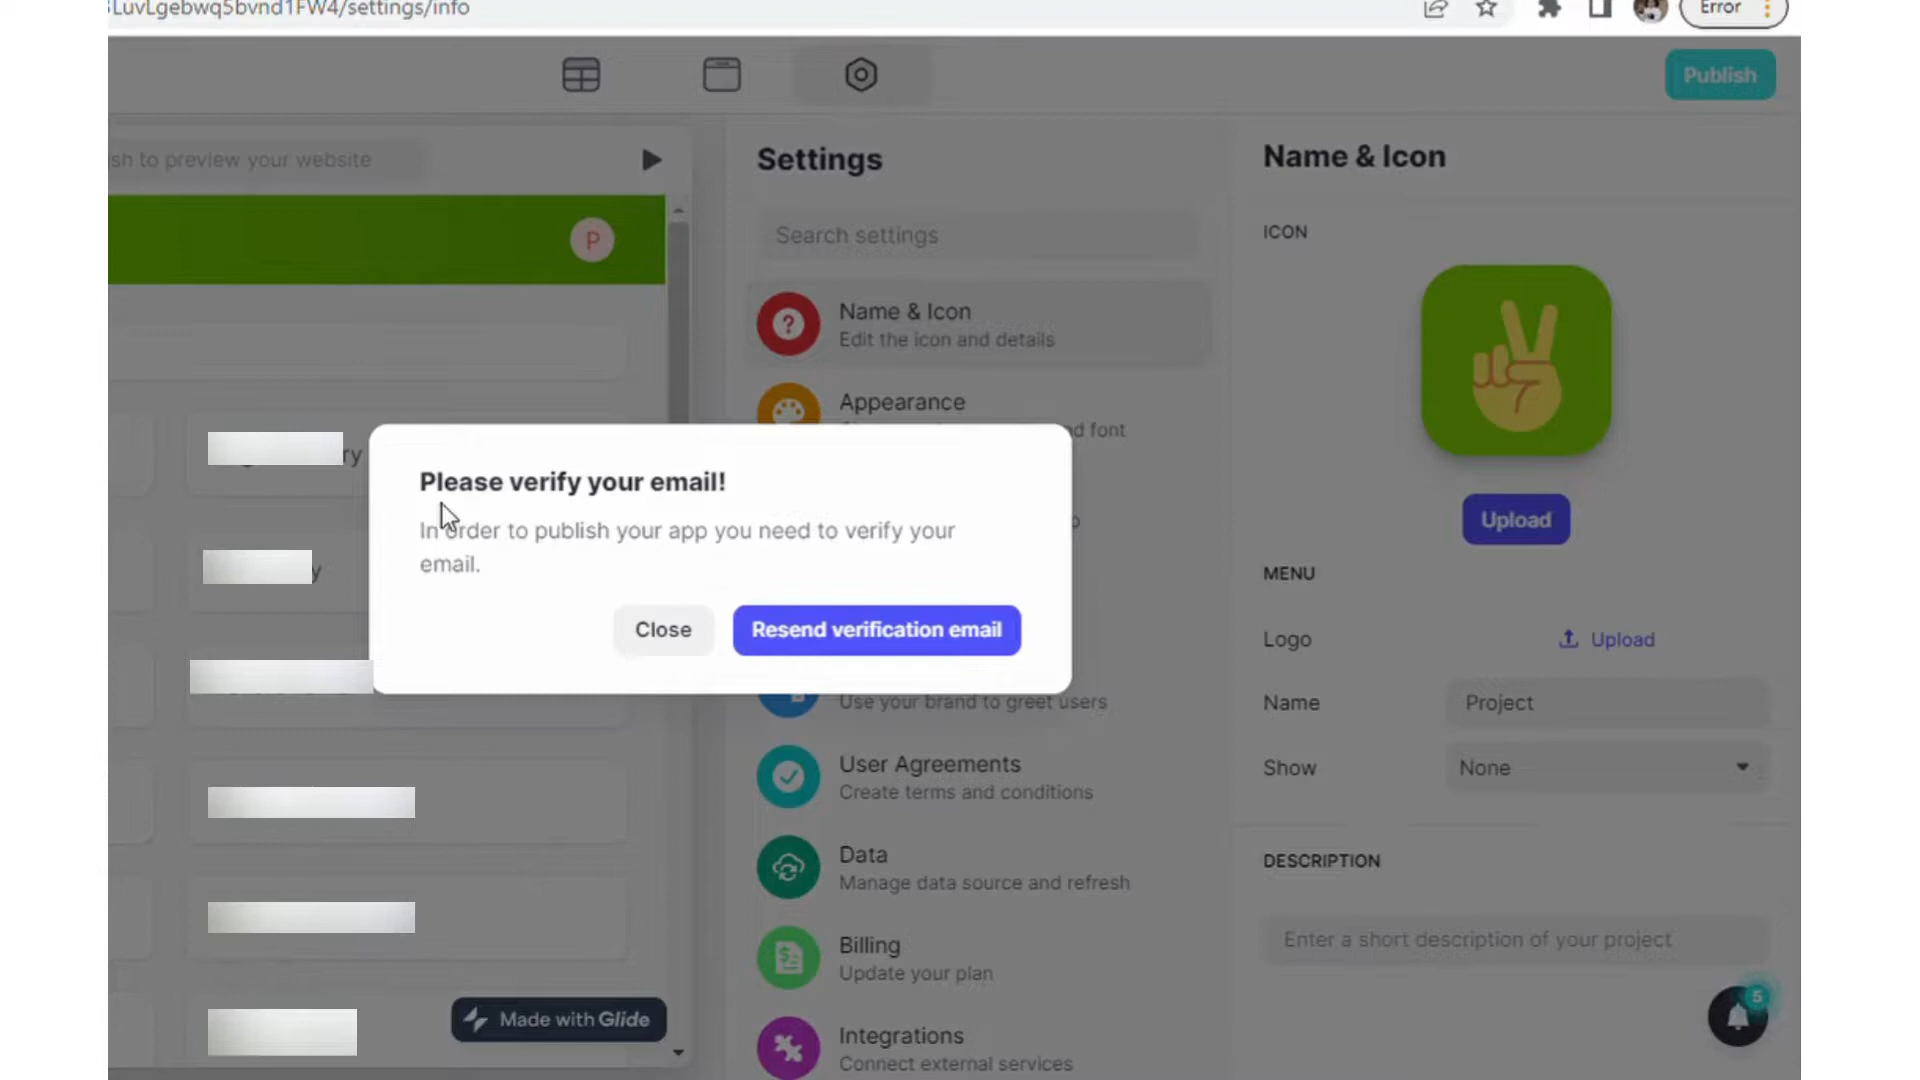 LuvLgebwq5bvnd1FW4/settings/info
Error
Publish
sh to preview your website
P
Settings
Search settings
Name & Icon
Edit the icon and details
Appearance
nd font
Please verify your email!
In order to publish your app you need to verify your
email.
Close
Resend verification email
Use your brand to greet users
User Agreements
Create terms and conditions
Data
Manage data source and refresh
Billing
Update your plan
Integrations
Connect external services
ry
y
Made with Glide
Name & Icon
ICON
Upload
MENU
Logo
Upload
Name
Project
Show
None
DESCRIPTION
Enter a short description of your project
5